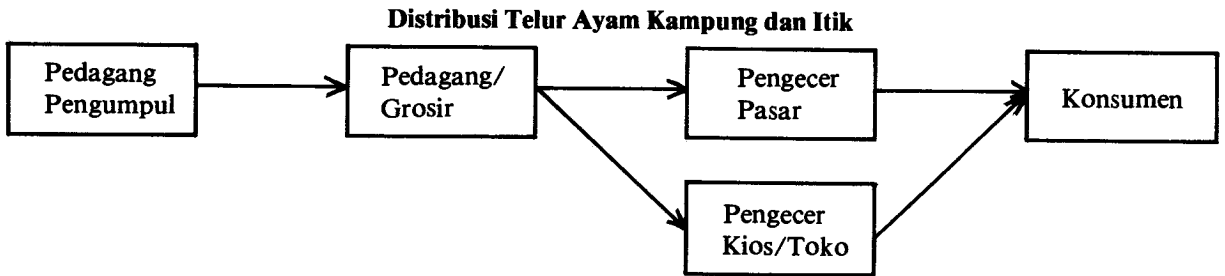 Distribusi Telur Ayam Kampung dan Itik
Pedagang
Pengumpul
Pedagang/
Grosir
Pengecer
Pasar
Konsumen
Pengecer
Kios/Toko